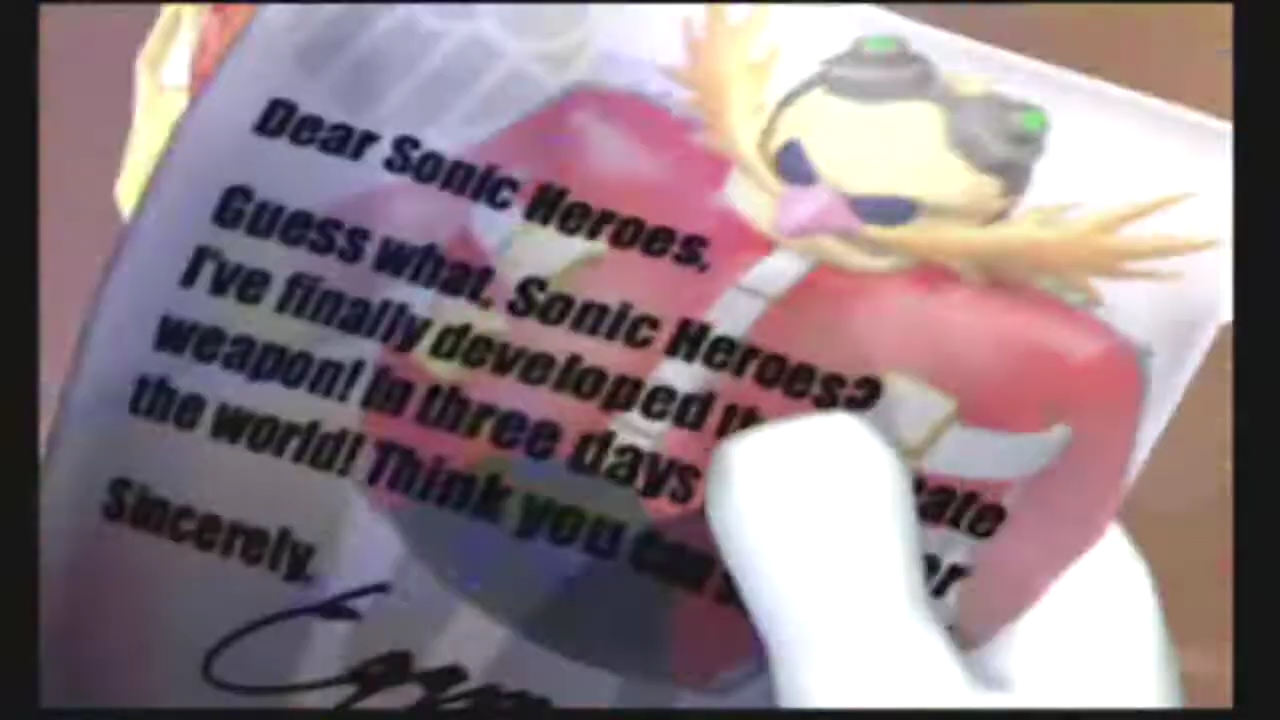 Dear Sonic Heroes,
Guess what, Sonic Heroes?
I've finally developed
weapon! In three days
the world! Think you can
Sincerely,